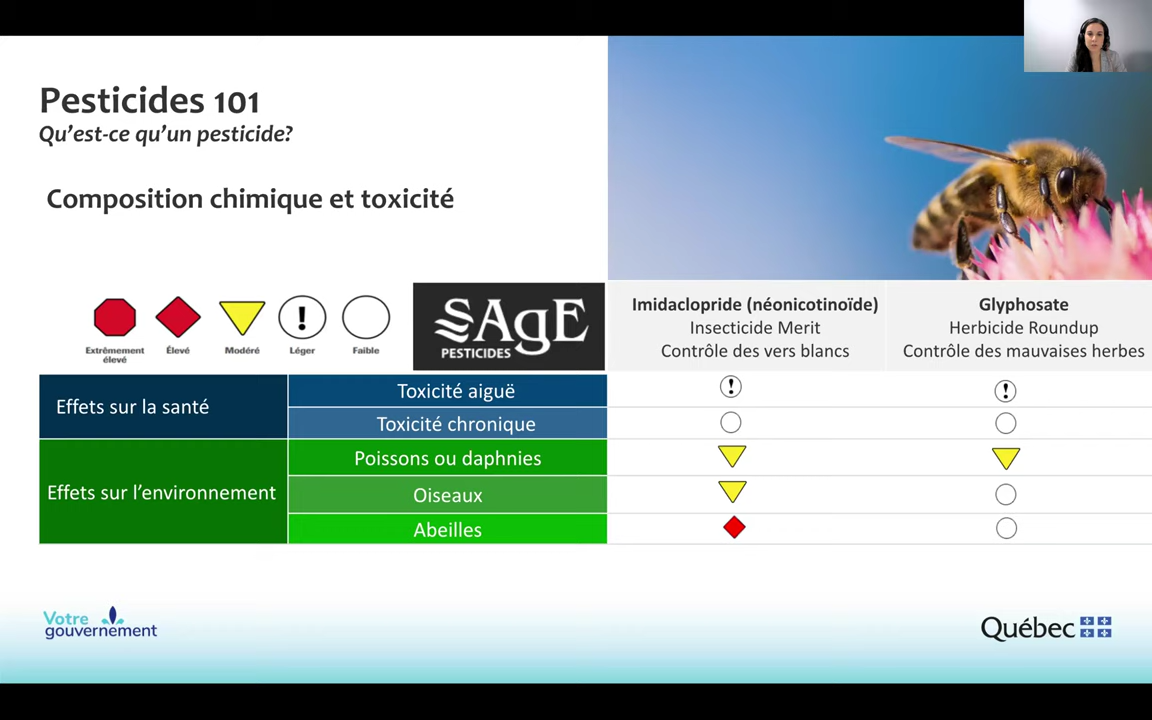 Pesticides 101
Qu'est-ce qu'un pesticide?
Composition chimique et toxicité
Extrêmement
élevé
Élevé
Modéré
!
Léger
Faible
SAgE
PESTICIDES
Imidaclopride (néonicotinoïde)
Insecticide Merit
Contrôle des vers blancs
Glyphosate
Herbicide Roundup
Contrôle des mauvaises herbes
Effets sur la santé
Toxicité aiguë
!
!
Toxicité chronique
Effets sur l'environnement
Poissons ou daphnies
Oiseaux
Abeilles
Votre
gouvernement
Québec